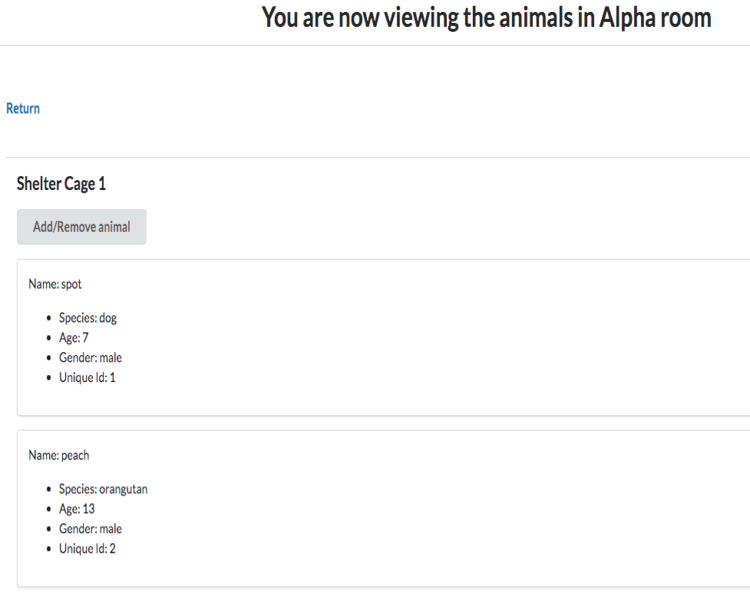 You are now viewing the animals in Alpha room
Return
Shelter Cage 1
Add/Remove animal
Name: spot
Species: dog
Age: 7
Gender: male
Unique Id: 1
Name: peach
Species: orangutan
Age: 13
Gender: male
Unique Id: 2